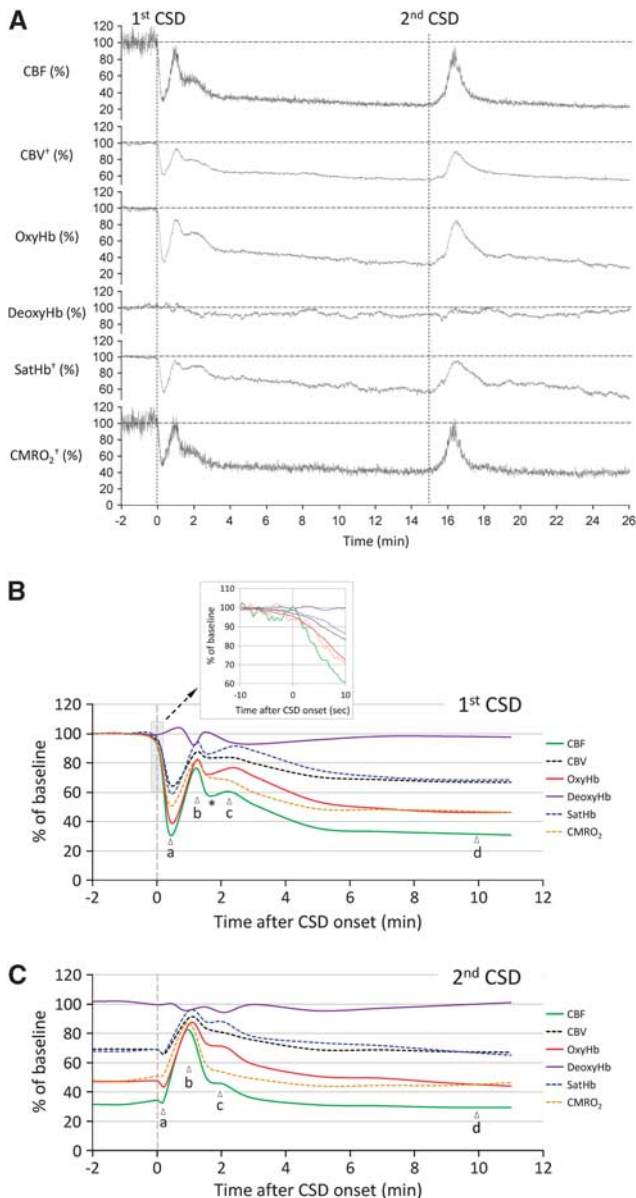 A
1st CSD 2nd CSD
120
100
80
60
40
20
CBF (%)
120
100
80
60
CBV† (%)
120
100
80
60
40
20
OxyHb (%)
120
100
80
DeoxyHb (%)
120
100
80
60
40
SatHb† (%)
120
100
80
60
40
20
0
CMRO2† (%)
-2 0 2 4 6 8 10 12 14 16 18 20 22 24 26
Time (min)
B
110
100
90
80
70
60
% of baseline
-10 0 10
Time after CSD onset (sec)
1st CSD
120
100
80
60
40
20
0
% of baseline
CBF
CBV
OxyHb
DeoxyHb
SatHb
CMRO2
a
b
*
c
d
-2 0 2 4 6 8 10 12
Time after CSD onset (min)
C
2nd CSD
120
100
80
60
40
20
0
% of baseline
CBF
CBV
OxyHb
DeoxyHb
SatHb
CMRO2
a
b
c
d
-2 0 2 4 6 8 10 12
Time after CSD onset (min)